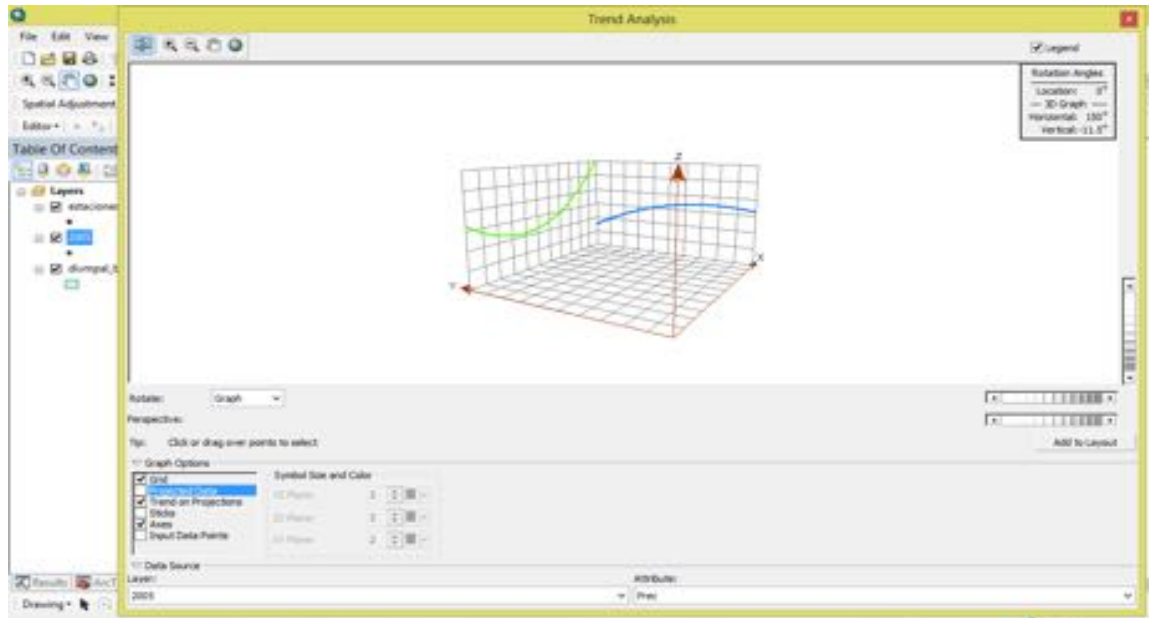 Trend Analysis
File Edit View
Legend
Rotation Angles
Location: 0°
3D Graph
Horizontal: 150°
Vertical: -11.5°
Spatial Adjustment
Editor
Table Of Content
Layers
estaciones
2005
Z
X
Y
Rotate: Graph
Perspective:
Tip: Click or drag over points to select
Add to Layout
Graph Options
Grid
Projected Data
Trend on Projections
Sticks
Axes
Input Data Points
Symbol Size and Color
Data Source
Layer:
Attribute:
2005
Prec
Results
ArcT
Drawing